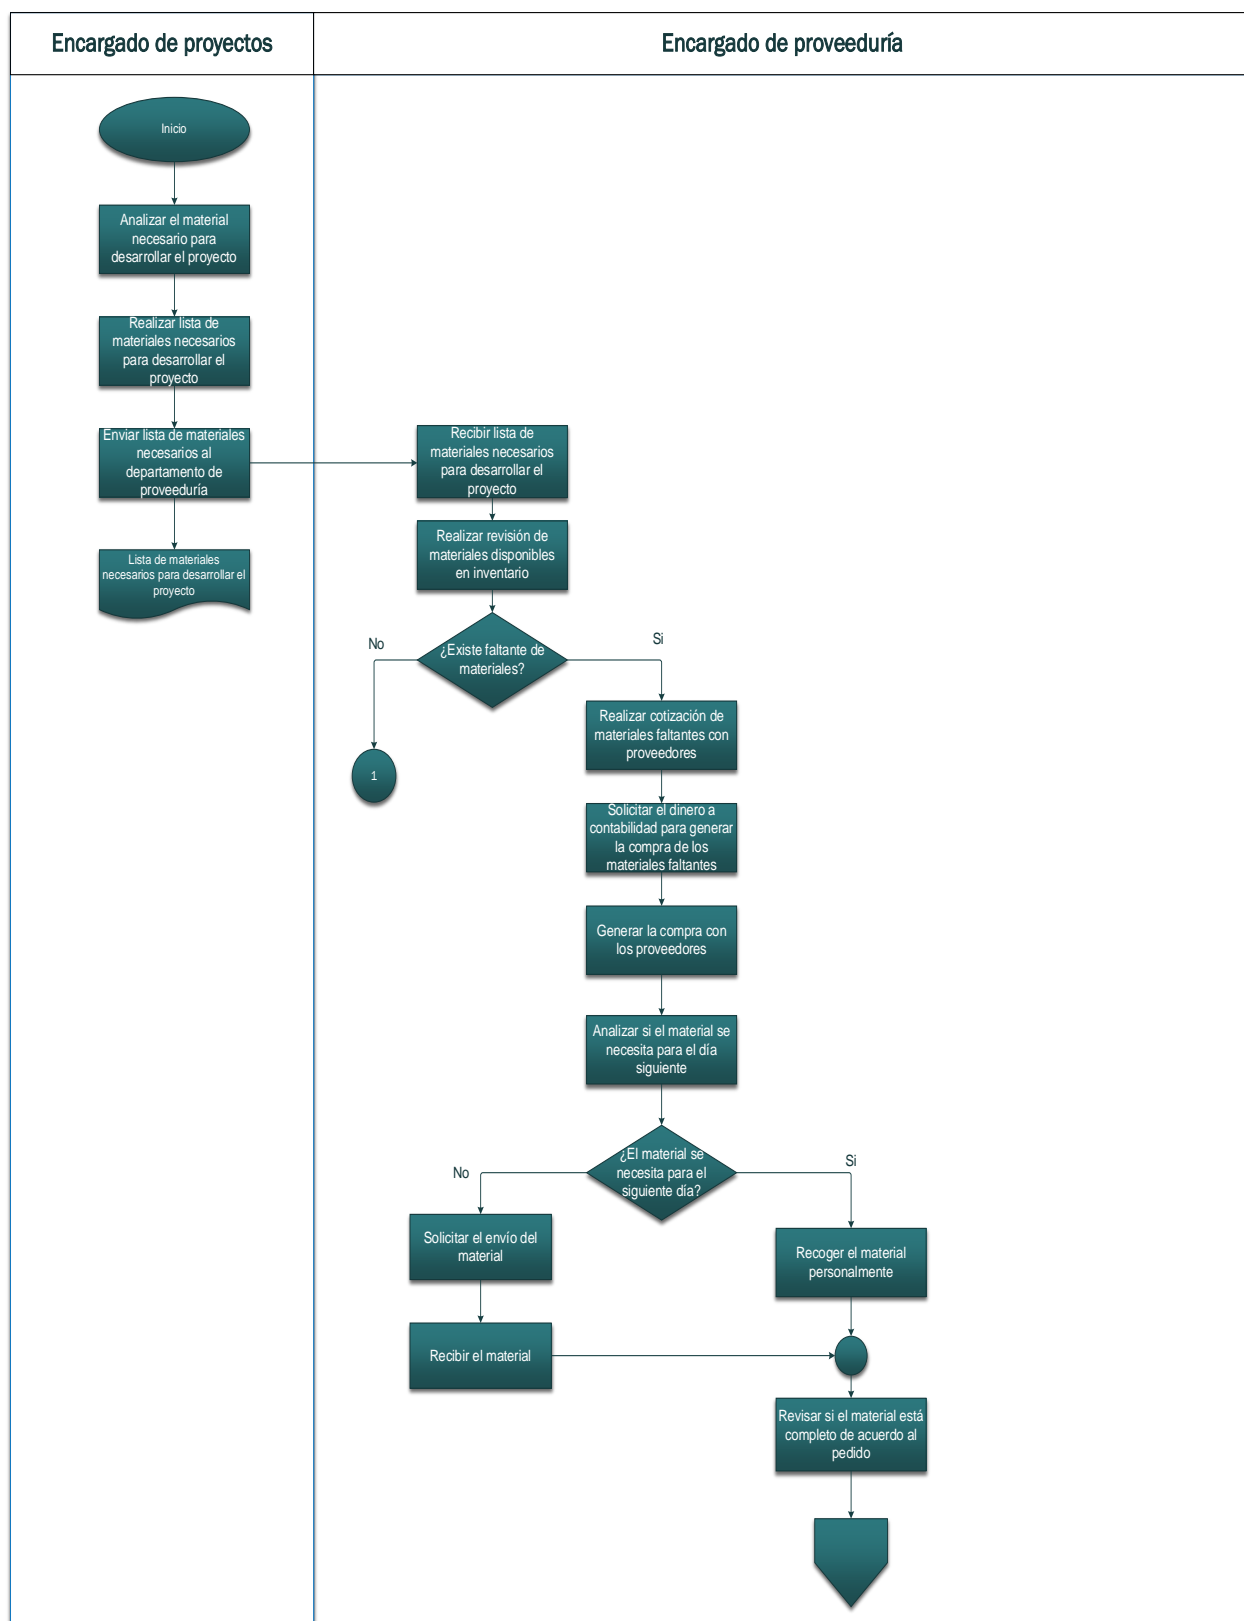 Encargado de proyectos
Encargado de proveeduría
Inicio
Analizar el material
necesario para
desarrollar el proyecto
Realizar lista de
materiales necesarios
para desarrollar el
proyecto
Enviar lista de materiales
necesarios al
departamento de
proveeduría
Lista de materiales
necesarios para desarrollar el
proyecto
Recibir lista de
materiales necesarios
para desarrollar el
proyecto
Realizar revisión de
materiales disponibles
en inventario
¿Existe faltante de
materiales?
No
Si
1
Realizar cotización de
materiales faltantes con
proveedores
Solicitar el dinero a
contabilidad para generar
la compra de los
materiales faltantes
Generar la compra con
los proveedores
Analizar si el material se
necesita para el día
siguiente
¿El material se
necesita para el
siguiente día?
No
Si
Solicitar el envío del
material
Recoger el material
personalmente
Recibir el material
Revisar si el material está
completo de acuerdo al
pedido